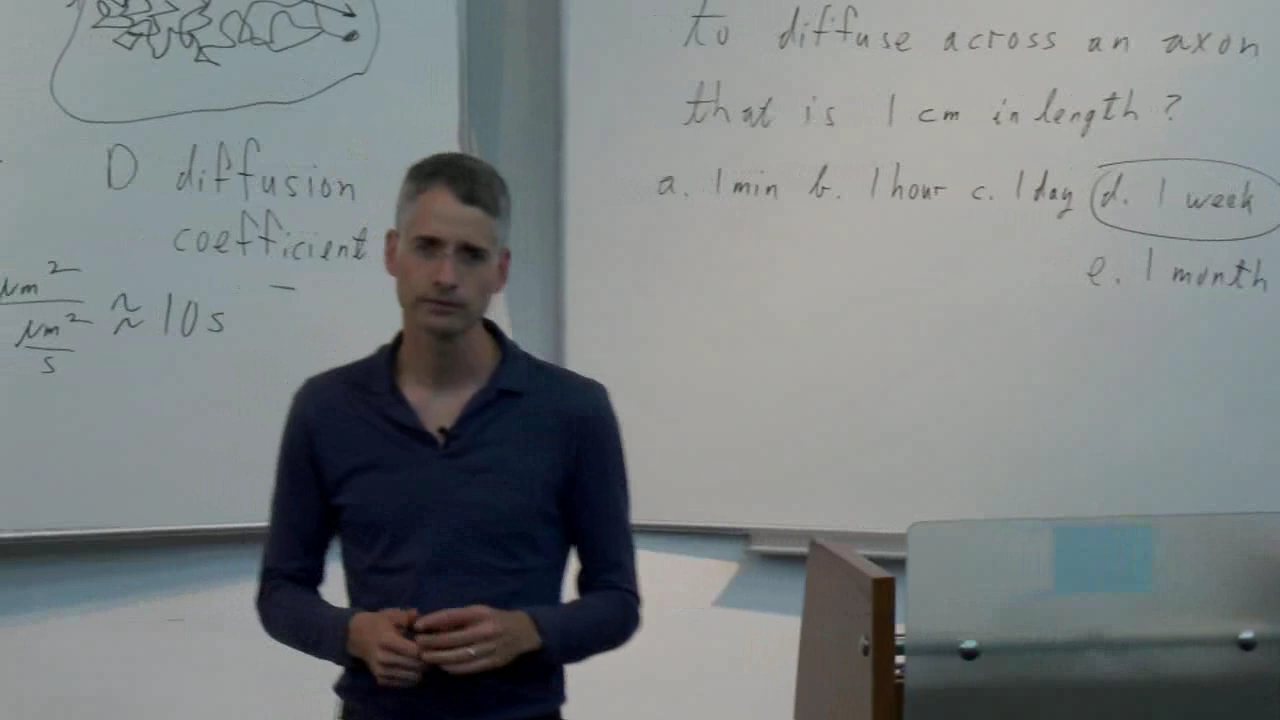 D diffusion
coefficient
μm²
μm²
s
≈ 10 s
to diffuse across an axon
that is 1 cm in length?
a. 1 min b. 1 hour c. 1 day d. 1 week
e. 1 month